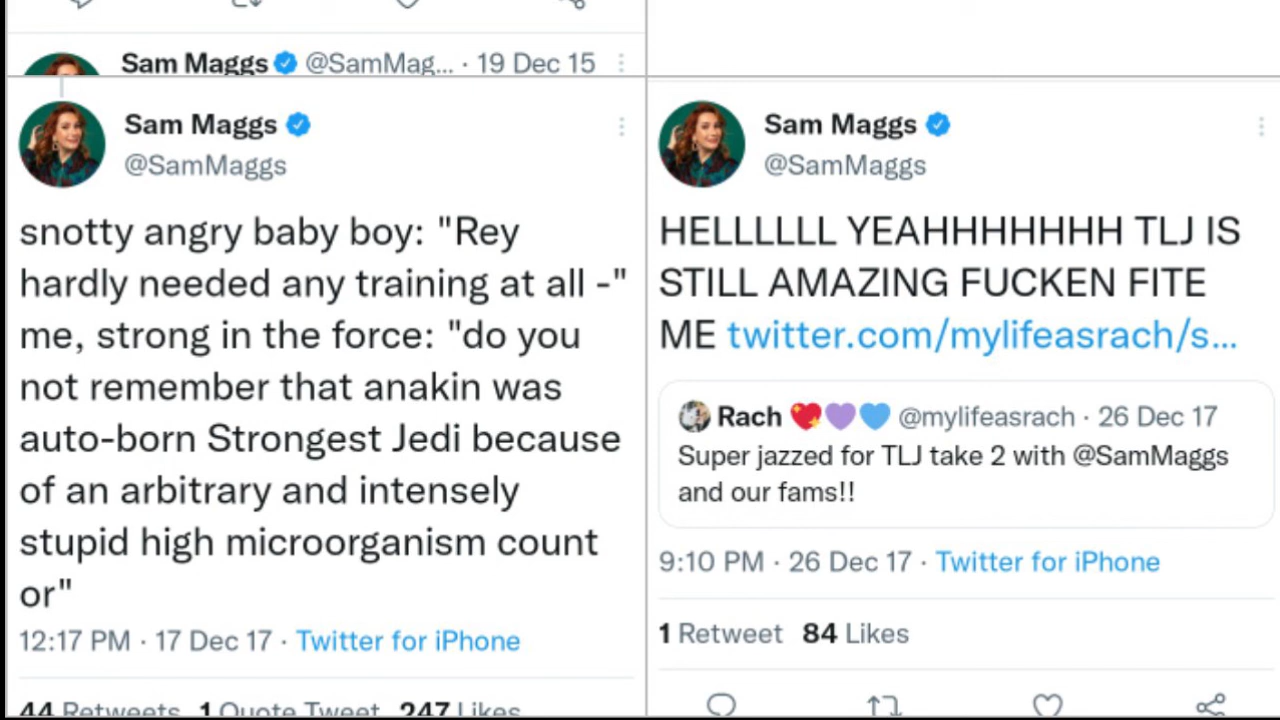 Sam Maggs @SamMag... · 19 Dec 15
Sam Maggs
@SamMaggs
snotty angry baby boy: "Rey
hardly needed any training at all -"
me, strong in the force: "do you
not remember that anakin was
auto-born Strongest Jedi because
of an arbitrary and intensely
stupid high microorganism count
or"
12:17 PM · 17 Dec 17 · Twitter for iPhone
44 Retweets 1 Quote Tweet 247 Likes
Sam Maggs
@SamMaggs
HELLLLLL YEAHHHHHHH TLJ IS
STILL AMAZING FUCKEN FITE
ME twitter.com/mylifeasrach/s...
Rach 💖💜💙 @mylifeasrach · 26 Dec 17
Super jazzed for TLJ take 2 with @SamMaggs
and our fams!!
9:10 PM · 26 Dec 17 · Twitter for iPhone
1 Retweet 84 Likes